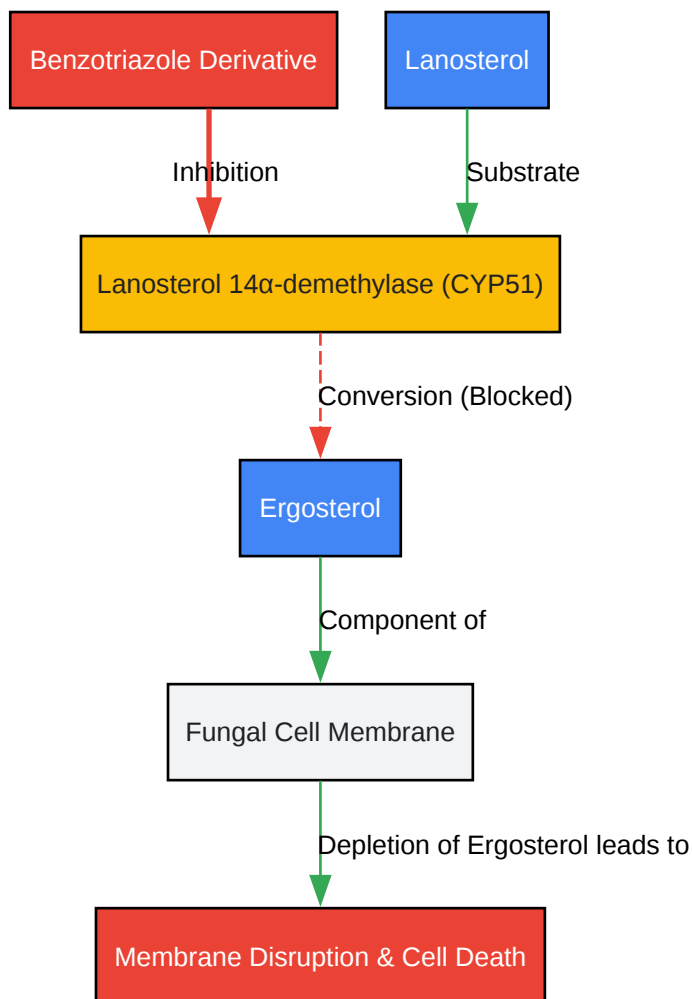 Benzotriazole Derivative
Lanosterol
Inhibition
Substrate
Lanosterol 14α-demethylase (CYP51)
Conversion (Blocked)
Ergosterol
Component of
Fungal Cell Membrane
Depletion of Ergosterol leads to
Membrane Disruption & Cell Death